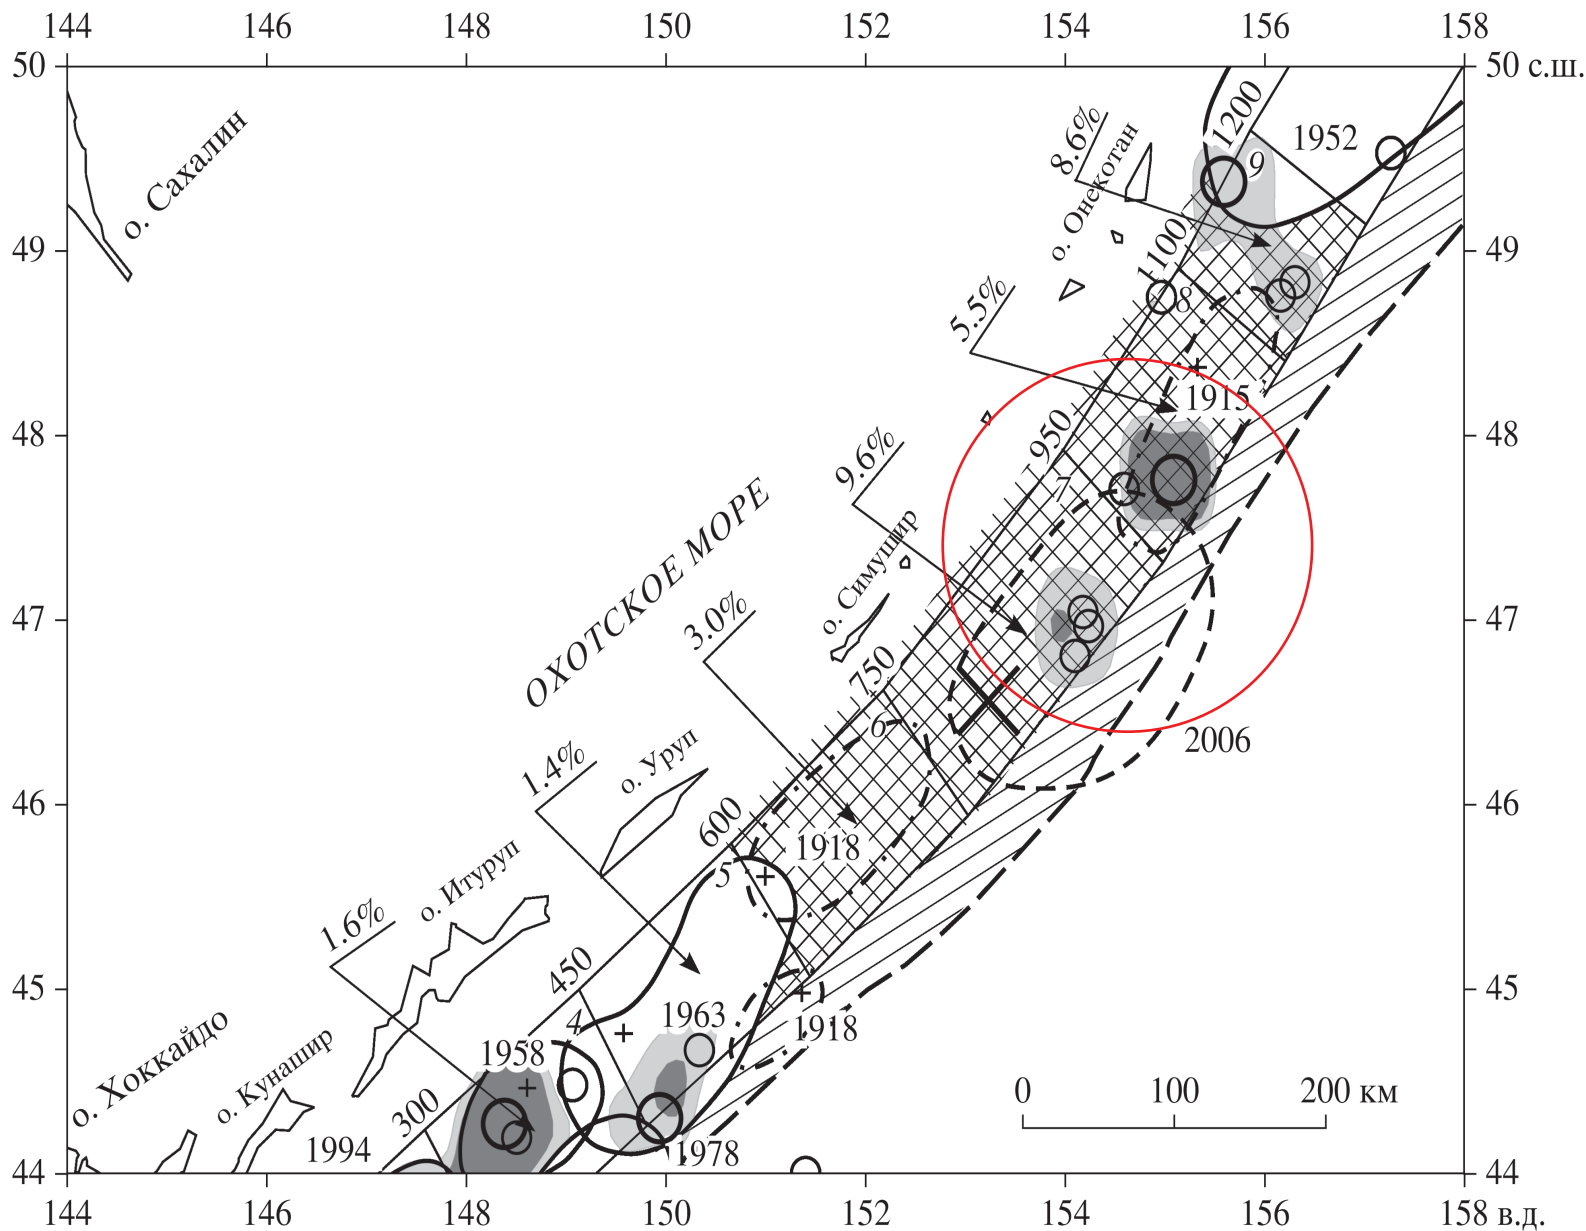 144 146 148 150 152 154 156 158
50 50 с.ш.
1200
8.6%
1952
о. Сахалин
о. Онекотан
9
49 49
1100
5.5%
8
1915
950
48 48
9.6%
7
ОХОТСКОЕ МОРЕ
о. Симушир
47 47
3.0%
750
6
2006
1.4%
о. Уруп
46 46
600
1918
5
о. Итуруп
1.6%
450
45 45
4
1963
1918
о. Хоккайдо
о. Кунашир
1958
0 100 200 км
300
1994
1978
44 44
144 146 148 150 152 154 156 158 в.д.